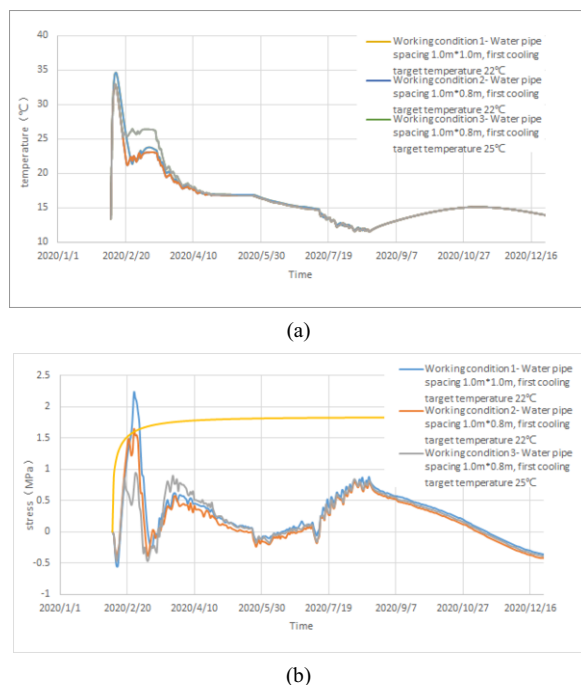 40
35
30
25
20
15
10
temperature（℃）
Working condition 1- Water pipe
spacing 1.0m*1.0m, first cooling
target temperature 22℃
Working condition 2- Water pipe
spacing 1.0m*0.8m, first cooling
target temperature 22℃
Working condition 3- Water pipe
spacing 1.0m*0.8m, first cooling
target temperature 25℃
2020/1/1 2020/2/20 2020/4/10 2020/5/30 2020/7/19 2020/9/7 2020/10/27 2020/12/16
Time
(a)
2.5
2
1.5
1
0.5
0
-0.5
-1
stress（MPa）
Working condition 1- Water pipe
spacing 1.0m*1.0m, first cooling
target temperature 22℃
Working condition 2- Water pipe
spacing 1.0m*0.8m, first cooling
target temperature 22℃
Working condition 3- Water pipe
spacing 1.0m*0.8m, first cooling
target temperature 25℃
2020/1/1 2020/2/20 2020/4/10 2020/5/30 2020/7/19 2020/9/7 2020/10/27 2020/12/16
Time
(b)